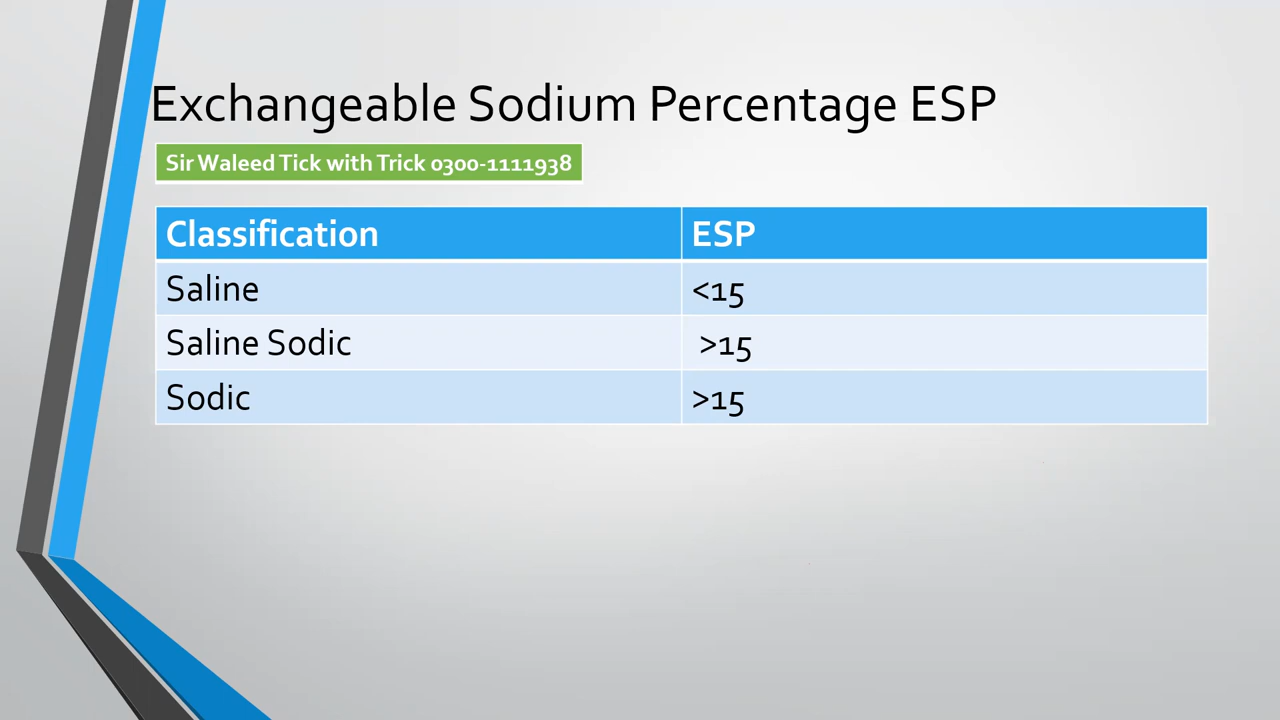 Exchangeable Sodium Percentage ESP
Sir Waleed Tick with Trick 0300-1111938
Classification ESP
Saline <15
Saline Sodic >15
Sodic >15